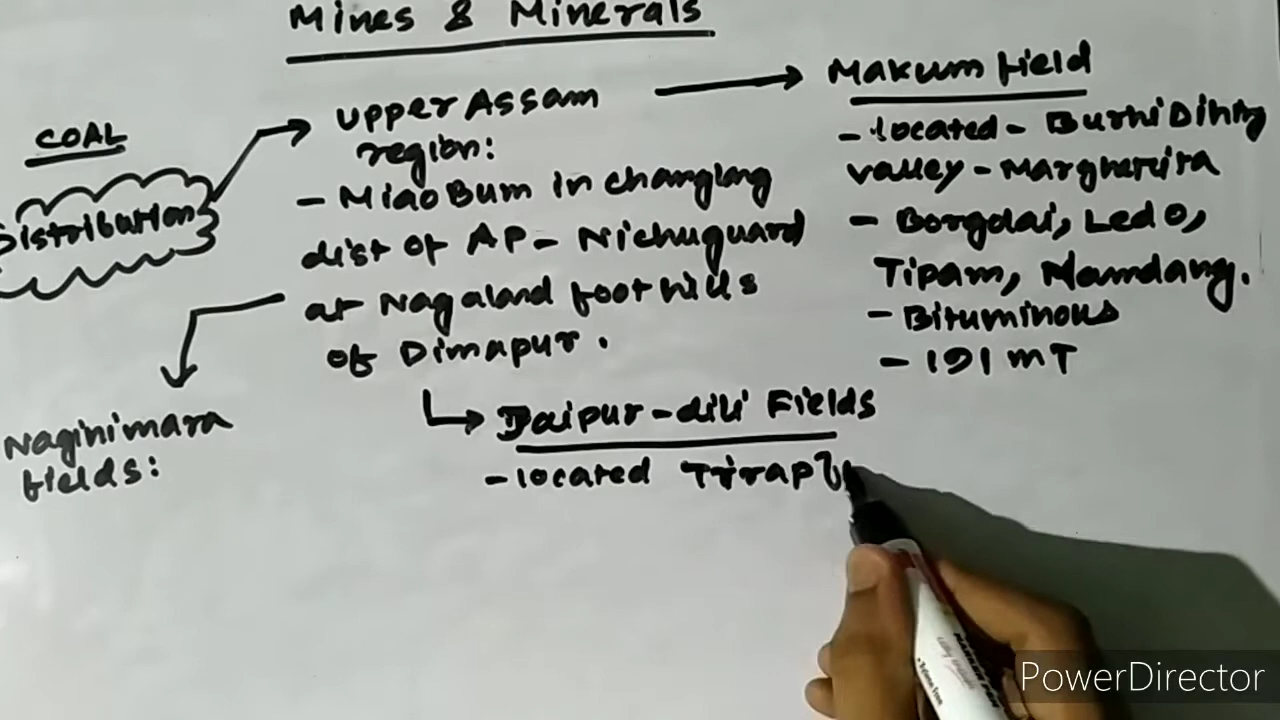 Mines & Minerals
COAL
Distribution
Upper Assam
region:
- Miao Bum in changlang
dist of AP - Nichuguard
at Nagaland foothills
of Dimapur.
Makum Field
- located - Burhi Dihing
valley - Margherita
- Borgolai, Ledo,
Tipam, Namdang.
- Bituminous
- 191 mT
Naginimara
fields:
Jaipur-dili Fields
- located Tirap
PowerDirector